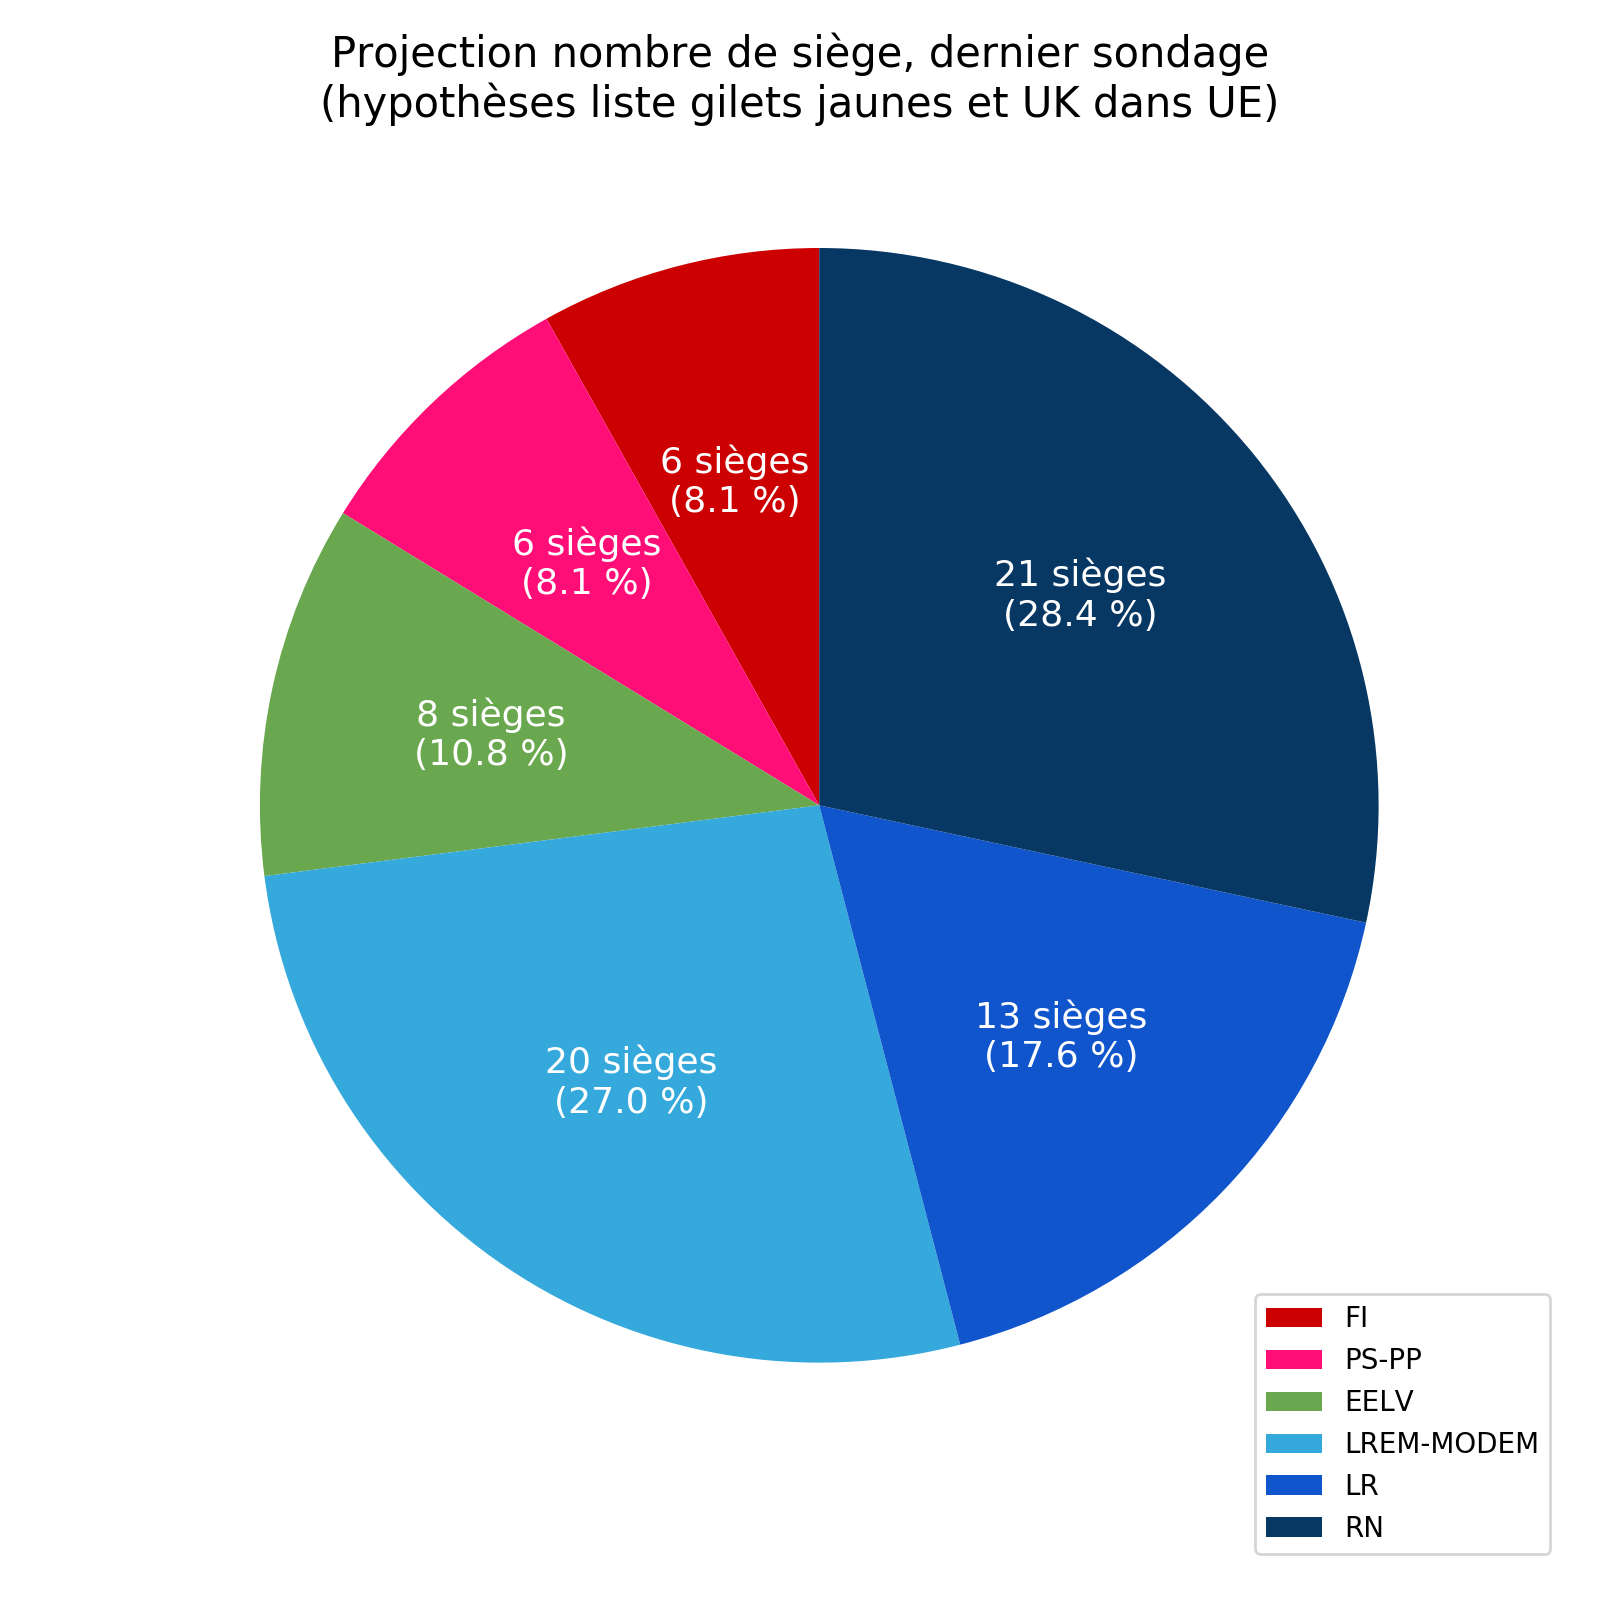 Projection nombre de siège, dernier sondage
(hypothèses liste gilets jaunes et UK dans UE)
6 sièges
(8.1 %)
6 sièges
(8.1 %)
21 sièges
(28.4 %)
8 sièges
(10.8 %)
13 sièges
(17.6 %)
20 sièges
(27.0 %)
FI
PS-PP
EELV
LREM-MODEM
LR
RN